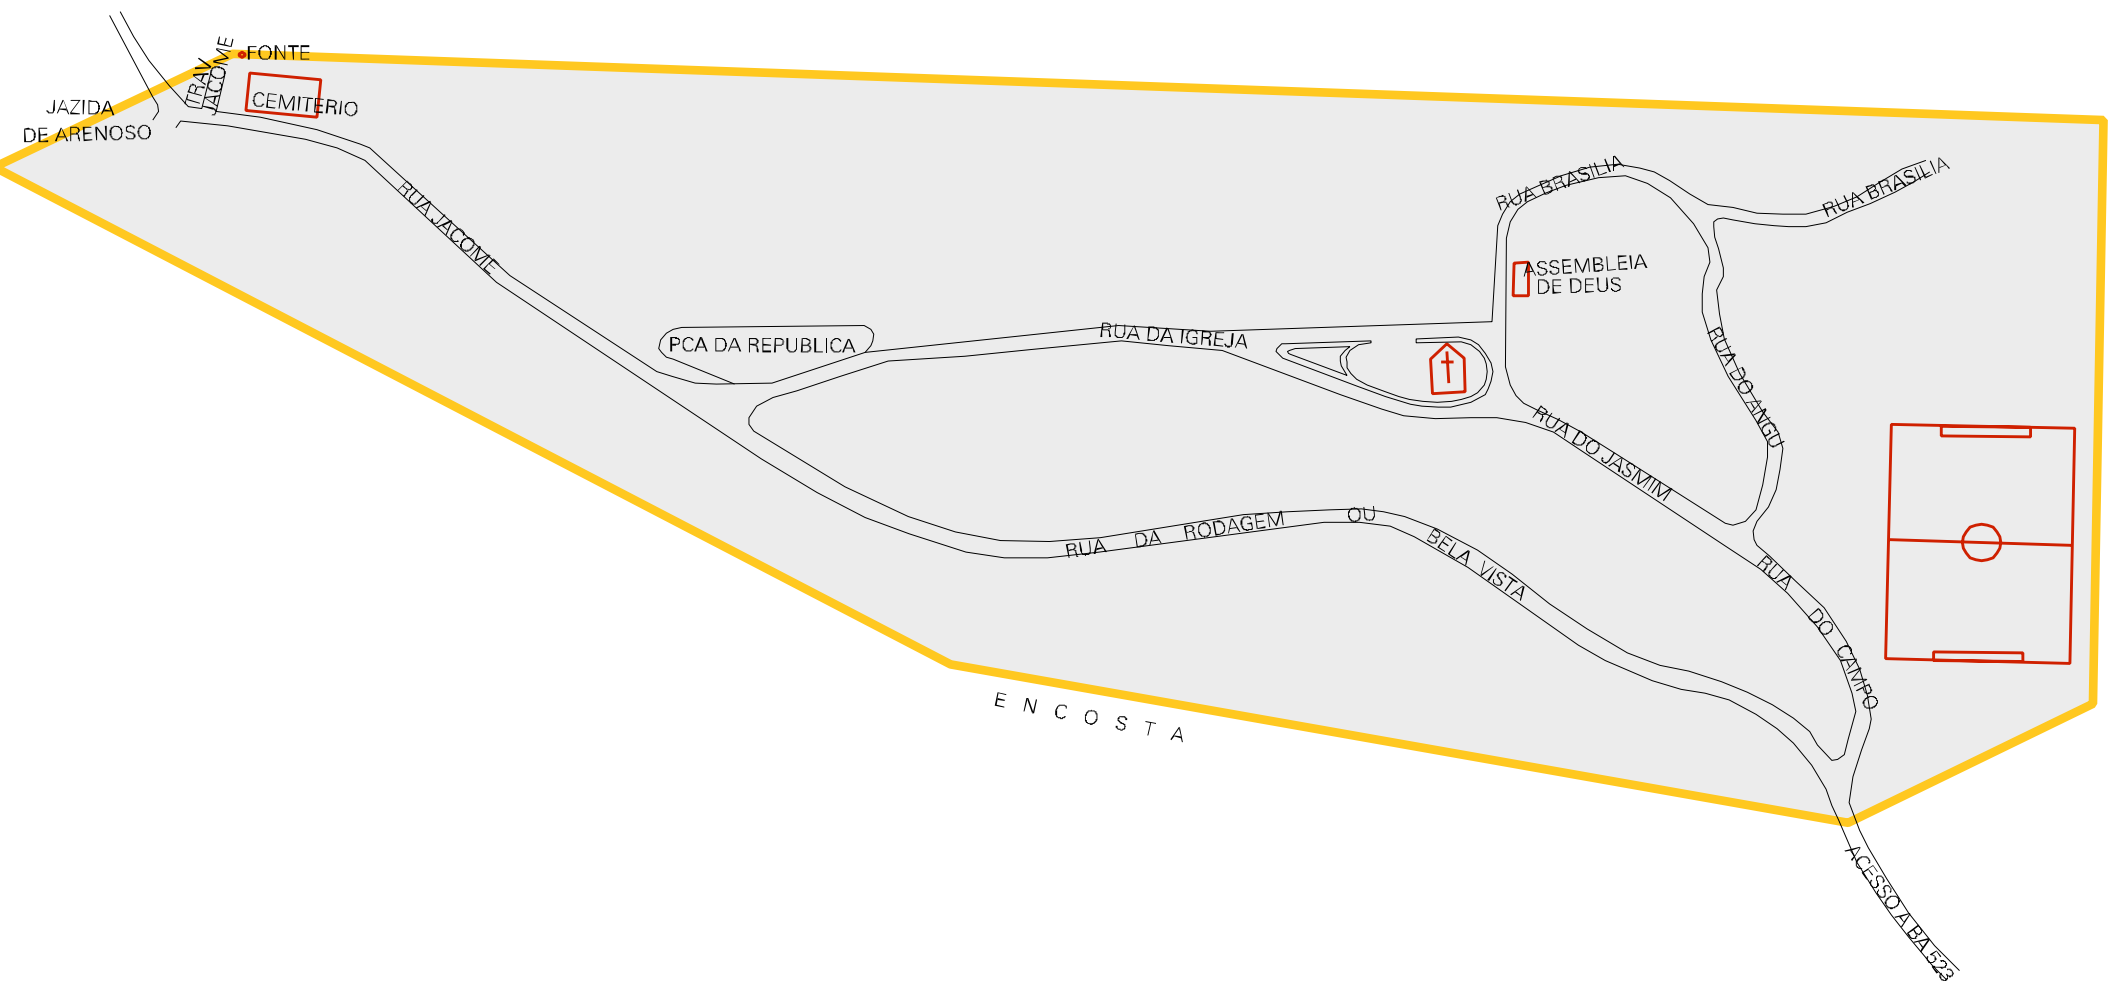 FONTE
TRAV
JACOME
CEMITERIO
JAZIDA
DE ARENOSO
RUA JACOME
PCA DA REPUBLICA
RUA DA IGREJA
RUA BRASILIA
RUA BRASILIA
ASSEMBLEIA
DE DEUS
RUA DO ANGU
RUA DO JASMIM
RUA DA RODAGEM OU BELA VISTA
RUA DO CAMPO
ENCOSTA
ACESSO A BA 523